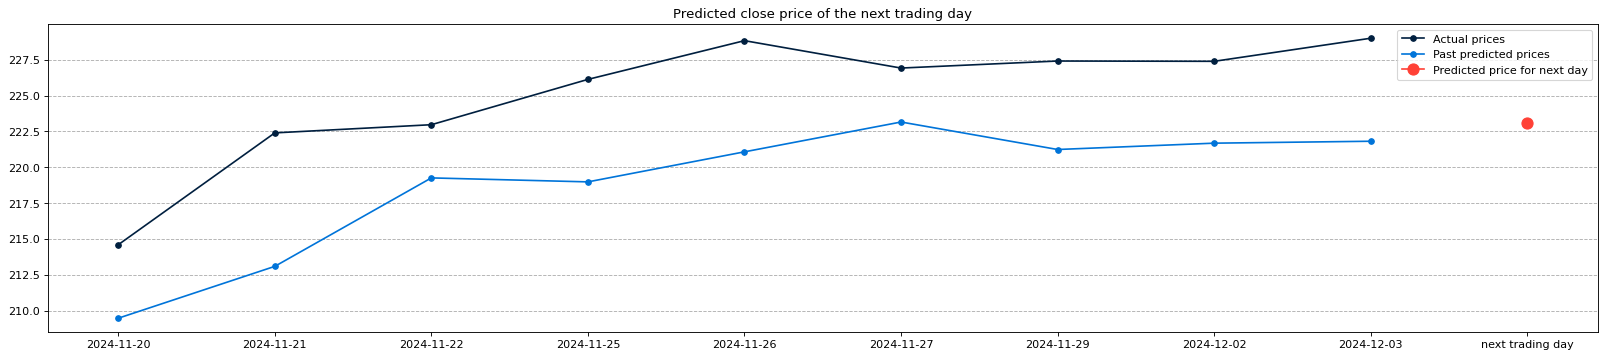 Predicted close price of the next trading day
Actual prices
Past predicted prices
Predicted price for next day
227.5
225.0
222.5
220.0
217.5
215.0
212.5
210.0
2024-11-20 2024-11-21 2024-11-22 2024-11-25 2024-11-26 2024-11-27 2024-11-29 2024-12-02 2024-12-03 next trading day